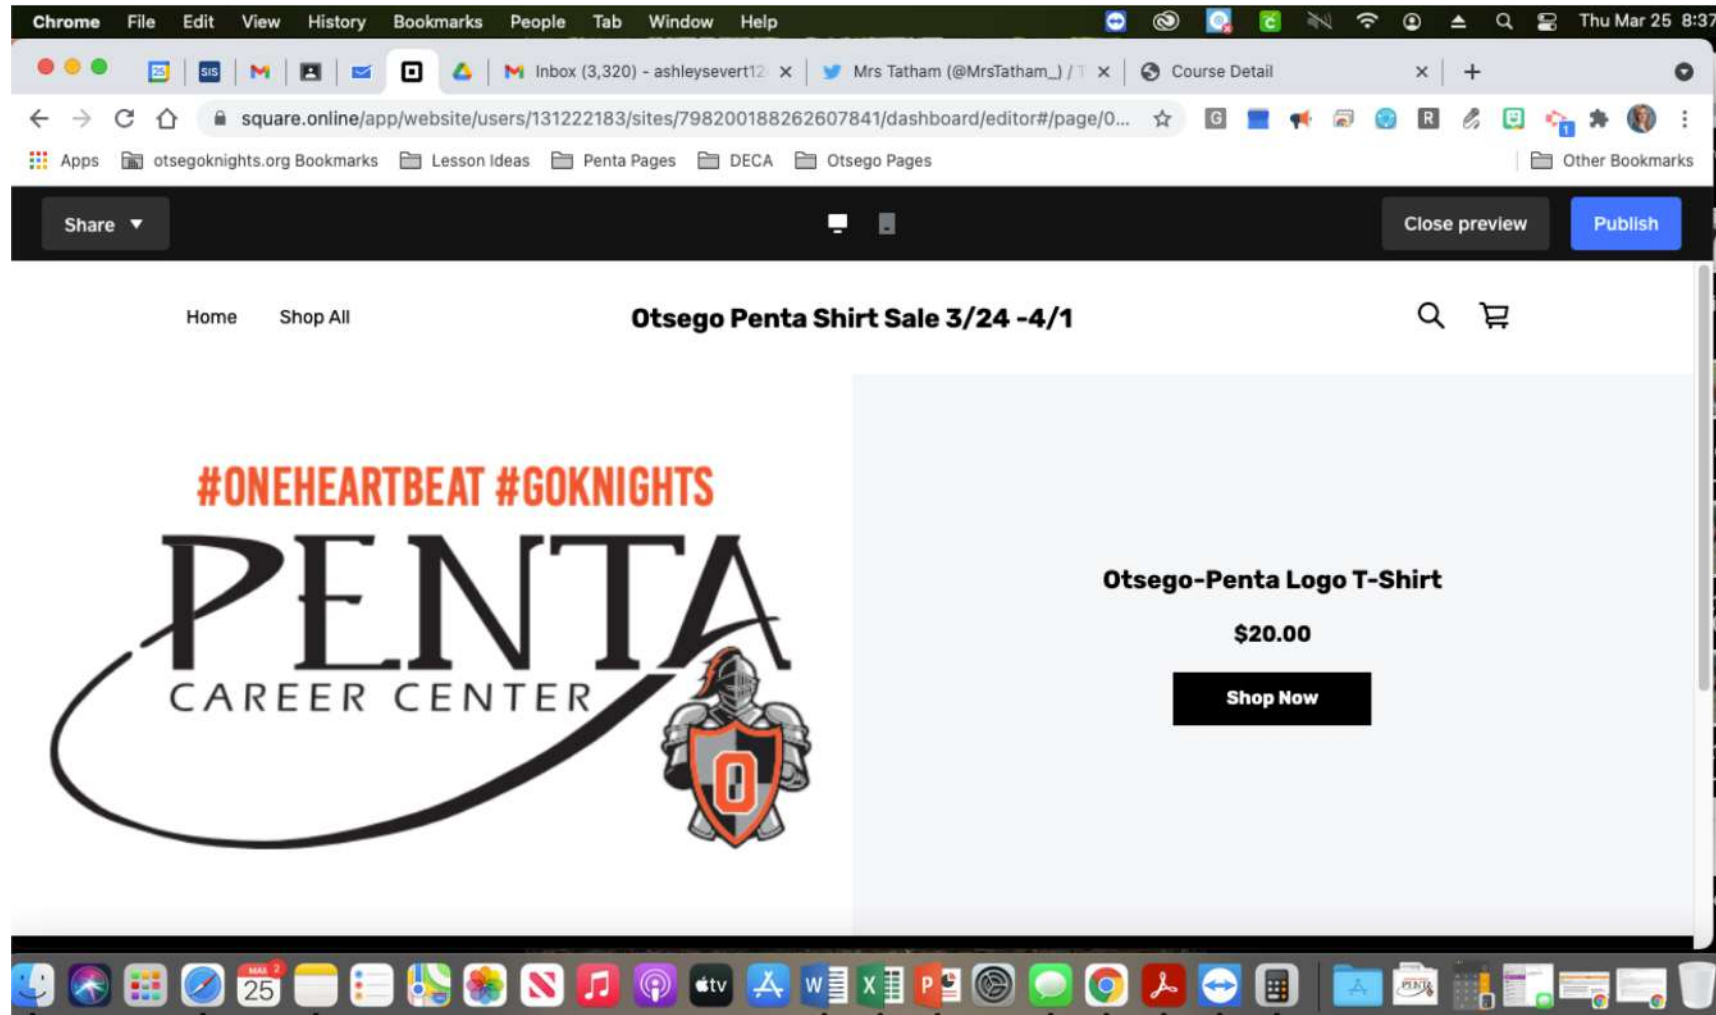 Chrome File Edit View History Bookmarks People Tab Window Help Thu Mar 25 8:37
Inbox (3,320) - ashleysevert12 Mrs Tatham (@MrsTatham_) / Course Detail
square.online/app/website/users/131222183/sites/798200188262607841/dashboard/editor#/page/0...
Apps otsegoknights.org Bookmarks Lesson Ideas Penta Pages DECA Otsego Pages Other Bookmarks
Share Close preview Publish
Home Shop All Otsego Penta Shirt Sale 3/24 -4/1
#ONEHEARTBEAT #GOKNIGHTS
PENTA
CAREER CENTER
O
Otsego-Penta Logo T-Shirt
$20.00
Shop Now
MAR 2
25
tv